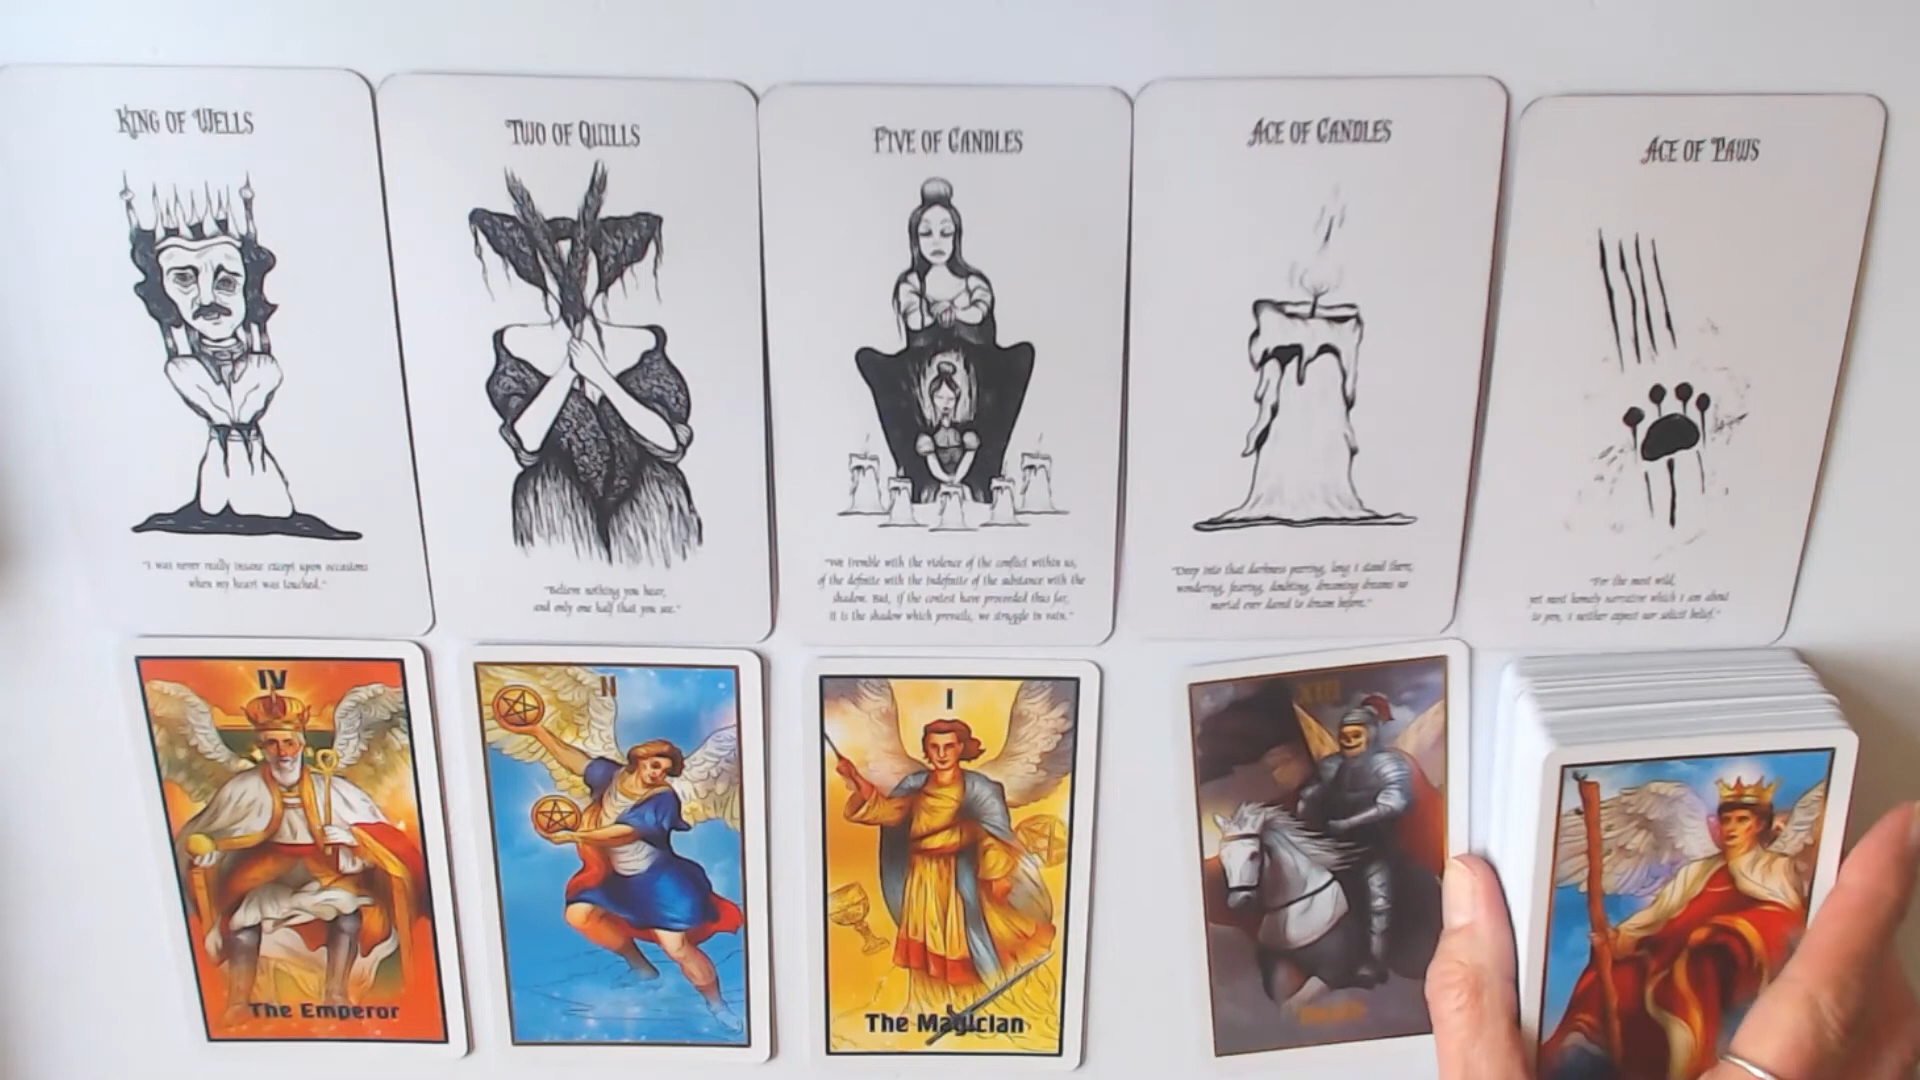 KING OF WELLS
"I was never really insane except upon occasions
when my heart was touched."
TWO OF QUILLS
"Believe nothing you hear,
and only one half that you see."
FIVE OF CANDLES
"We tremble with the violence of the conflict within us,
of the definite with the indefinite of the substance with the
shadow. But, if the contest have proceeded thus far,
it is the shadow which prevails, we struggle in vain."
ACE OF CANDLES
"Deep into that darkness peering, long I stood there,
wondering, fearing, doubting, dreaming dreams no
mortal ever dared to dream before."
ACE OF PAWS
"For the most wild,
yet most homely narrative which I am about
to pen, I neither expect nor solicit belief."
IV
The Emperor
II
I
The Magician
XIII
Death